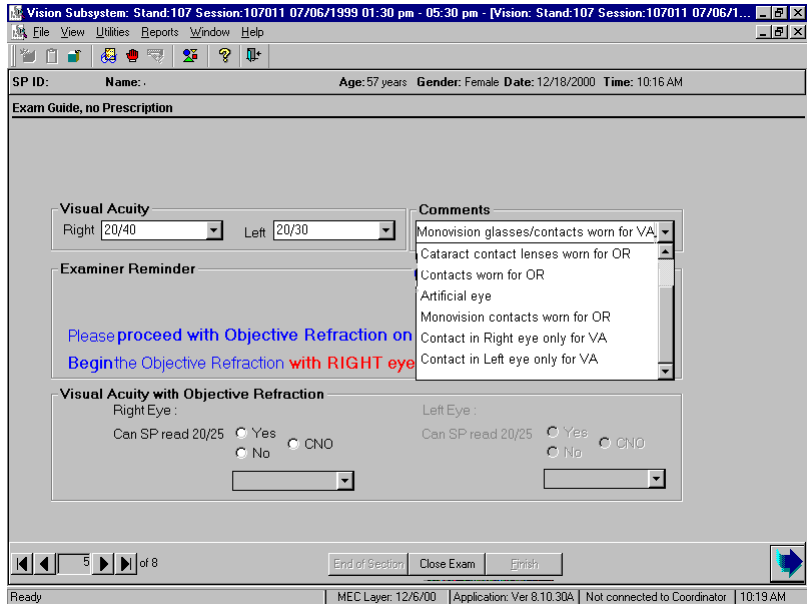 Vision Subsystem: Stand:107 Session:107011 07/06/1999 01:30 pm - 05:30 pm - [Vision: Stand:107 Session:107011 07/06/1...
File View Utilities Reports Window Help
SP ID: Name: . Age: 57 years Gender: Female Date: 12/18/2000 Time: 10:16 AM
Exam Guide, no Prescription
Visual Acuity Comments
Right 20/40 Left 20/30 Monovision glasses/contacts worn for VA
Cataract contact lenses worn for OR
Examiner Reminder Contacts worn for OR
Artificial eye
Monovision contacts worn for OR
Please proceed with Objective Refraction on Contact in Right eye only for VA
Begin the Objective Refraction with RIGHT eye Contact in Left eye only for VA
Visual Acuity with Objective Refraction
Right Eye : Left Eye :
Can SP read 20/25 Yes CNO Can SP read 20/25 Yes CNO
No No
5 of 8 End of Section Close Exam Finish
Ready MEC Layer: 12/6/00 Application: Ver 8.10.30A Not connected to Coordinator 10:19 AM